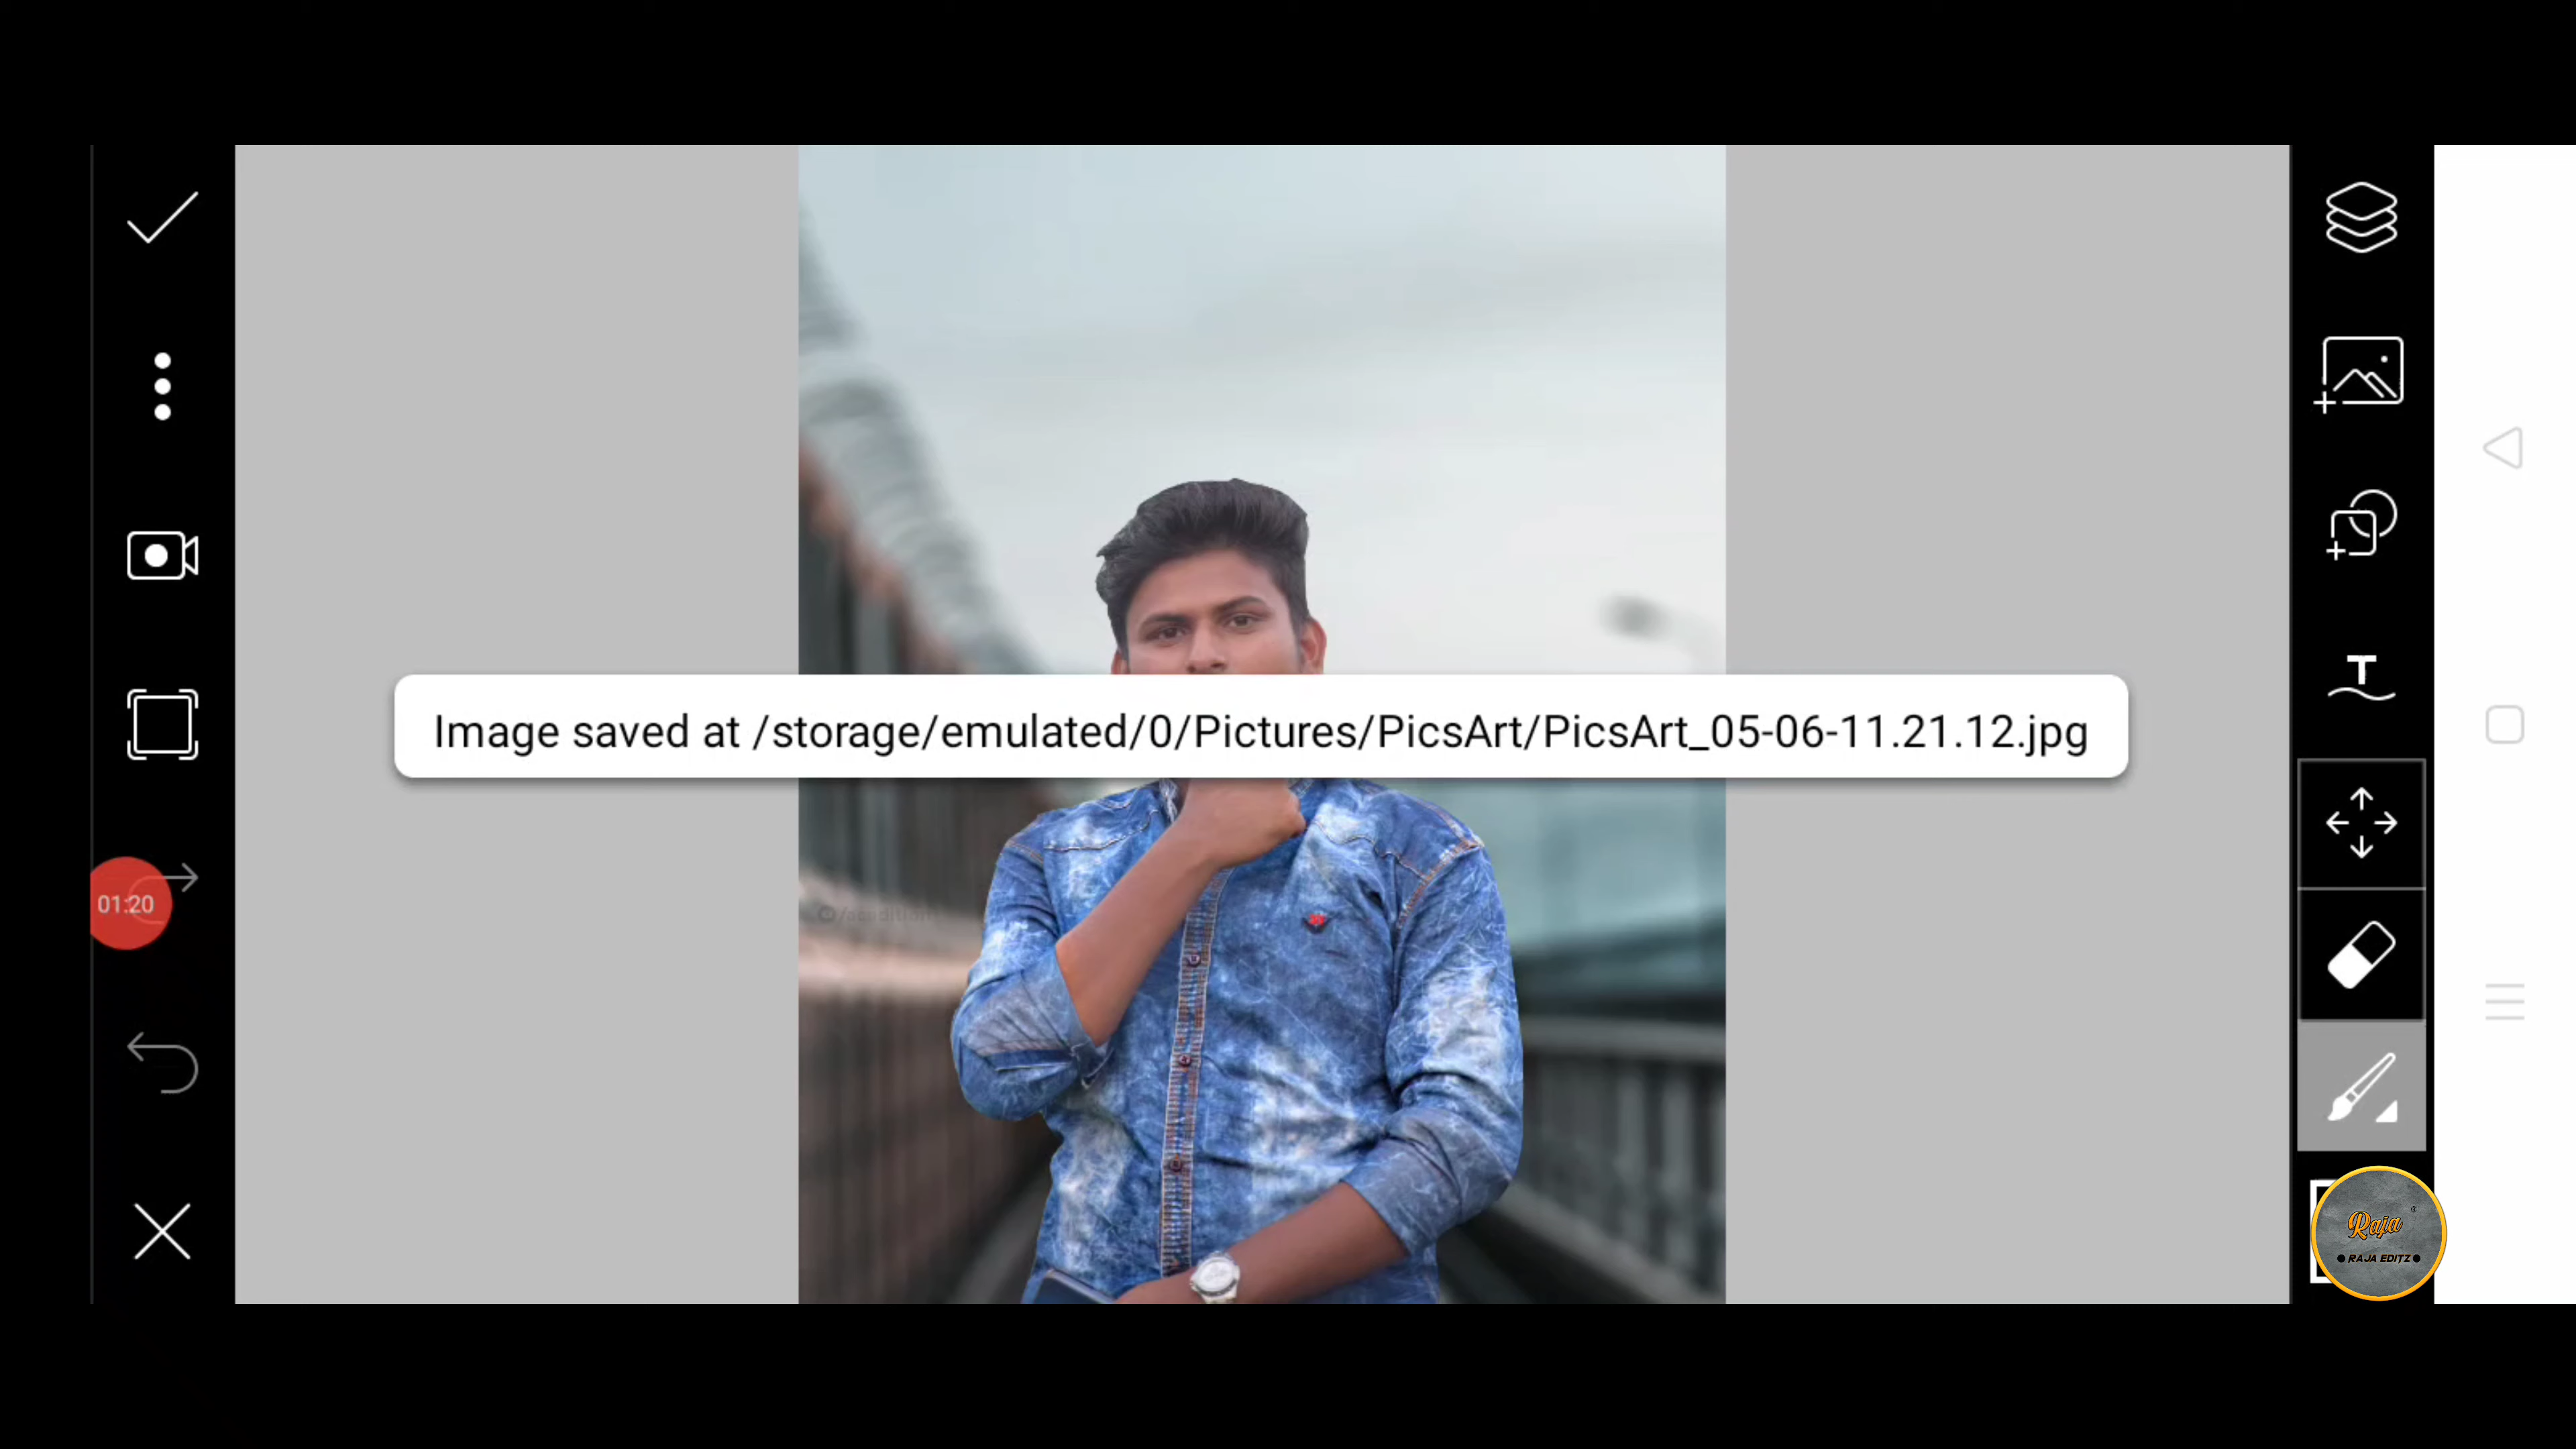 Image saved at /storage/emulated/0/Pictures/PicsArt/PicsArt_05-06-11.21.12.jpg
01:20
T
Raja
RAJA EDITZ